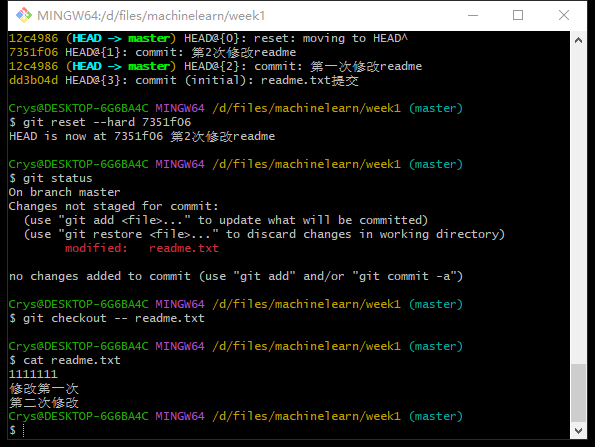 MINGW64:/d/files/machinelearn/week1
12c4986 (HEAD -> master) HEAD@{0}: reset: moving to HEAD^
7351f06 HEAD@{1}: commit: 第2次修改readme
12c4986 (HEAD -> master) HEAD@{2}: commit: 第一次修改readme
dd3b04d HEAD@{3}: commit (initial): readme.txt提交
Crys@DESKTOP-6G6BA4C MINGW64 /d/files/machinelearn/week1 (master)
$ git reset --hard 7351f06
HEAD is now at 7351f06 第2次修改readme
Crys@DESKTOP-6G6BA4C MINGW64 /d/files/machinelearn/week1 (master)
$ git status
On branch master
Changes not staged for commit:
  (use "git add <file>..." to update what will be committed)
  (use "git restore <file>..." to discard changes in working directory)
        modified:   readme.txt
no changes added to commit (use "git add" and/or "git commit -a")
Crys@DESKTOP-6G6BA4C MINGW64 /d/files/machinelearn/week1 (master)
$ git checkout -- readme.txt
Crys@DESKTOP-6G6BA4C MINGW64 /d/files/machinelearn/week1 (master)
$ cat readme.txt
1111111
修改第一次
第二次修改
Crys@DESKTOP-6G6BA4C MINGW64 /d/files/machinelearn/week1 (master)
$